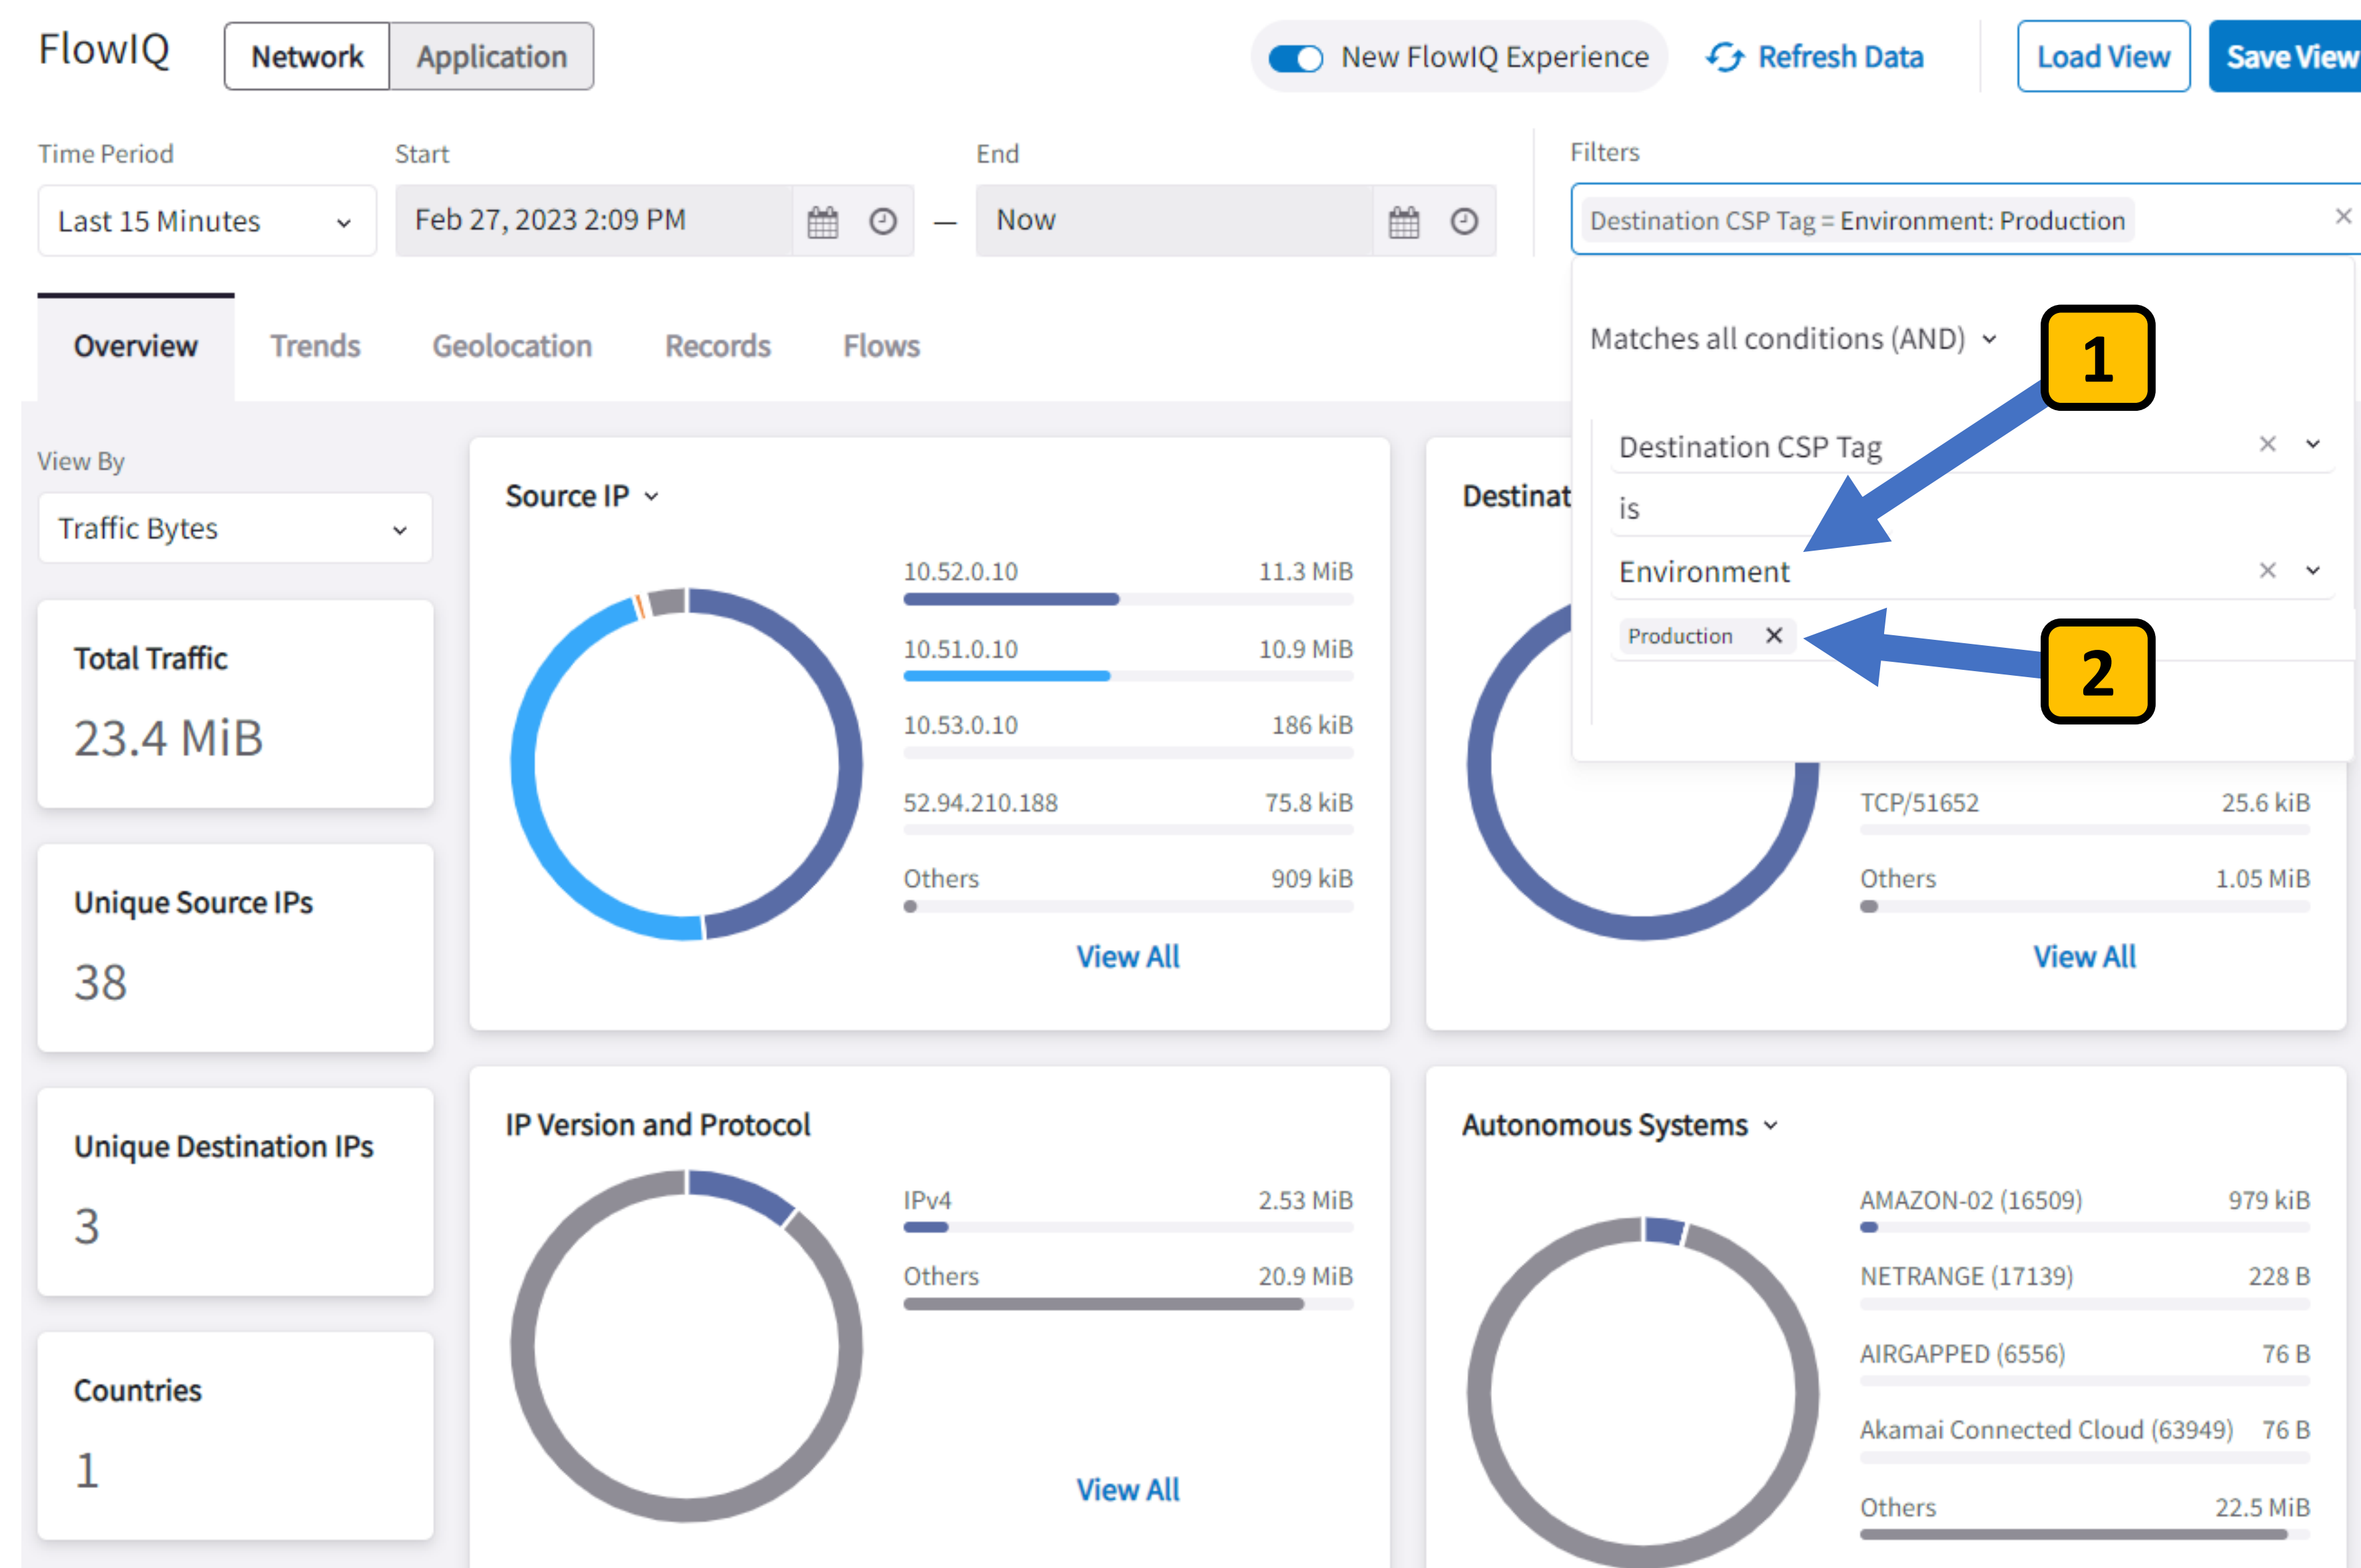 FlowIQ
Network
Application
New FlowIQ Experience
Refresh Data
Load View
Save View
Time Period
Start
End
Filters
Last 15 Minutes
Feb 27, 2023 2:09 PM
—
Now
Destination CSP Tag = Environment: Production
Matches all conditions (AND)
1
Destination CSP Tag
is
Environment
Production
2
Overview
Trends
Geolocation
Records
Flows
View By
Traffic Bytes
Total Traffic
23.4 MiB
Unique Source IPs
38
Unique Destination IPs
3
Countries
1
Source IP
10.52.0.10 11.3 MiB
10.51.0.10 10.9 MiB
10.53.0.10 186 kiB
52.94.210.188 75.8 kiB
Others 909 kiB
View All
Destinat
TCP/51652 25.6 kiB
Others 1.05 MiB
View All
IP Version and Protocol
IPv4 2.53 MiB
Others 20.9 MiB
View All
Autonomous Systems
AMAZON-02 (16509) 979 kiB
NETRANGE (17139) 228 B
AIRGAPPED (6556) 76 B
Akamai Connected Cloud (63949) 76 B
Others 22.5 MiB